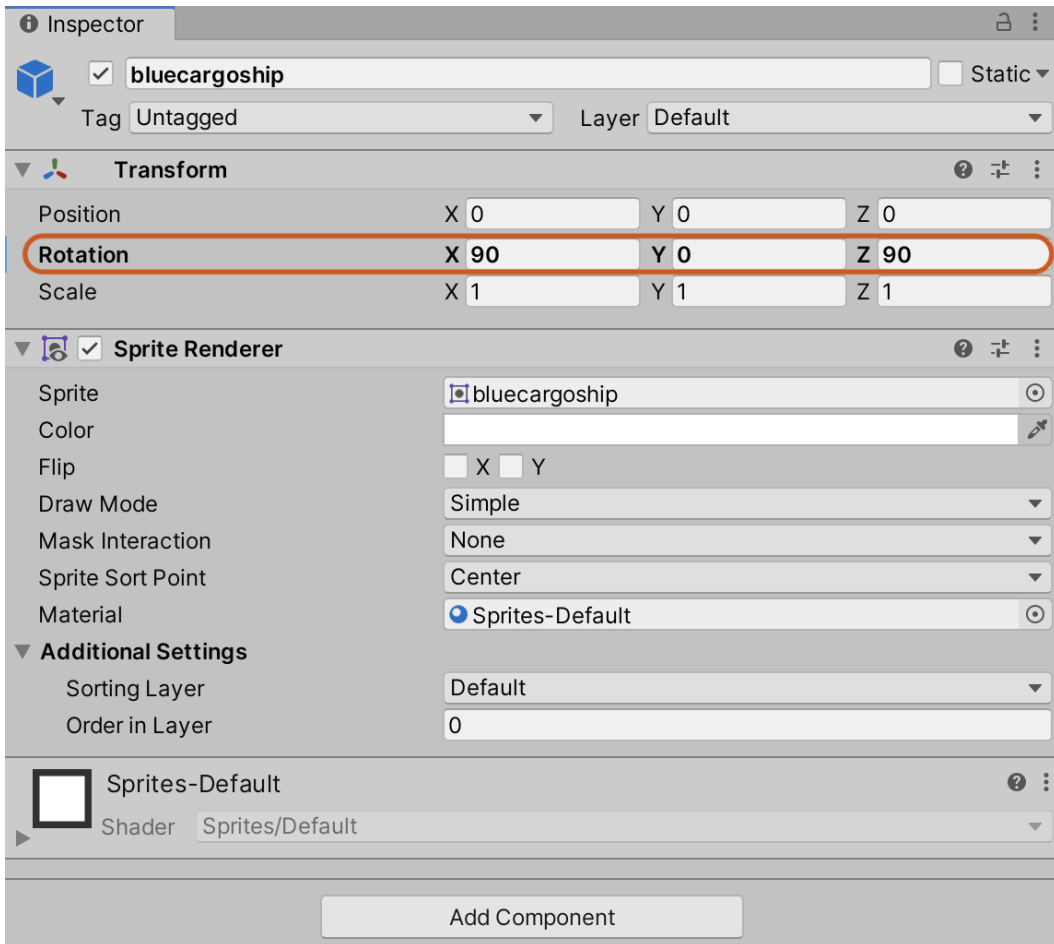 Inspector
bluecargoship Static
Tag Untagged Layer Default
Transform
Position X 0 Y 0 Z 0
Rotation X 90 Y 0 Z 90
Scale X 1 Y 1 Z 1
Sprite Renderer
Sprite bluecargoship
Color
Flip X Y
Draw Mode Simple
Mask Interaction None
Sprite Sort Point Center
Material Sprites-Default
Additional Settings
Sorting Layer Default
Order in Layer 0
Sprites-Default
Shader Sprites/Default
Add Component